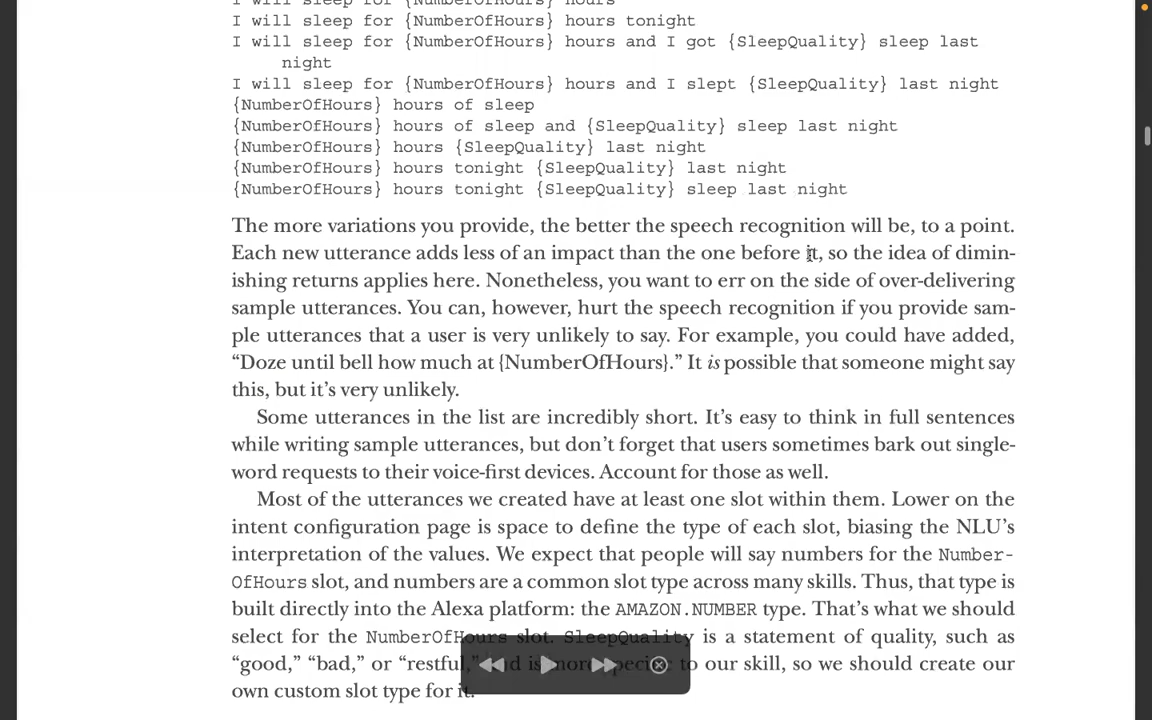 I will sleep for {NumberOfHours} hours
I will sleep for {NumberOfHours} hours tonight
I will sleep for {NumberOfHours} hours and I got {SleepQuality} sleep last
night
I will sleep for {NumberOfHours} hours and I slept {SleepQuality} last night
{NumberOfHours} hours of sleep
{NumberOfHours} hours of sleep and {SleepQuality} sleep last night
{NumberOfHours} hours {SleepQuality} last night
{NumberOfHours} hours tonight {SleepQuality} last night
{NumberOfHours} hours tonight {SleepQuality} sleep last night
The more variations you provide, the better the speech recognition will be, to a point.
Each new utterance adds less of an impact than the one before it, so the idea of dimin-
ishing returns applies here. Nonetheless, you want to err on the side of over-delivering
sample utterances. You can, however, hurt the speech recognition if you provide sam-
ple utterances that a user is very unlikely to say. For example, you could have added,
“Doze until bell how much at {NumberOfHours}.” It is possible that someone might say
this, but it’s very unlikely.
Some utterances in the list are incredibly short. It’s easy to think in full sentences
while writing sample utterances, but don’t forget that users sometimes bark out single-
word requests to their voice-first devices. Account for those as well.
Most of the utterances we created have at least one slot within them. Lower on the
intent configuration page is space to define the type of each slot, biasing the NLU’s
interpretation of the values. We expect that people will say numbers for the Number-
OfHours slot, and numbers are a common slot type across many skills. Thus, that type is
built directly into the Alexa platform: the AMAZON.NUMBER type. That’s what we should
select for the NumberOfHours slot. SleepQuality is a statement of quality, such as
“good,” “bad,” or “restful,” and is more specific to our skill, so we should create our
own custom slot type for it.